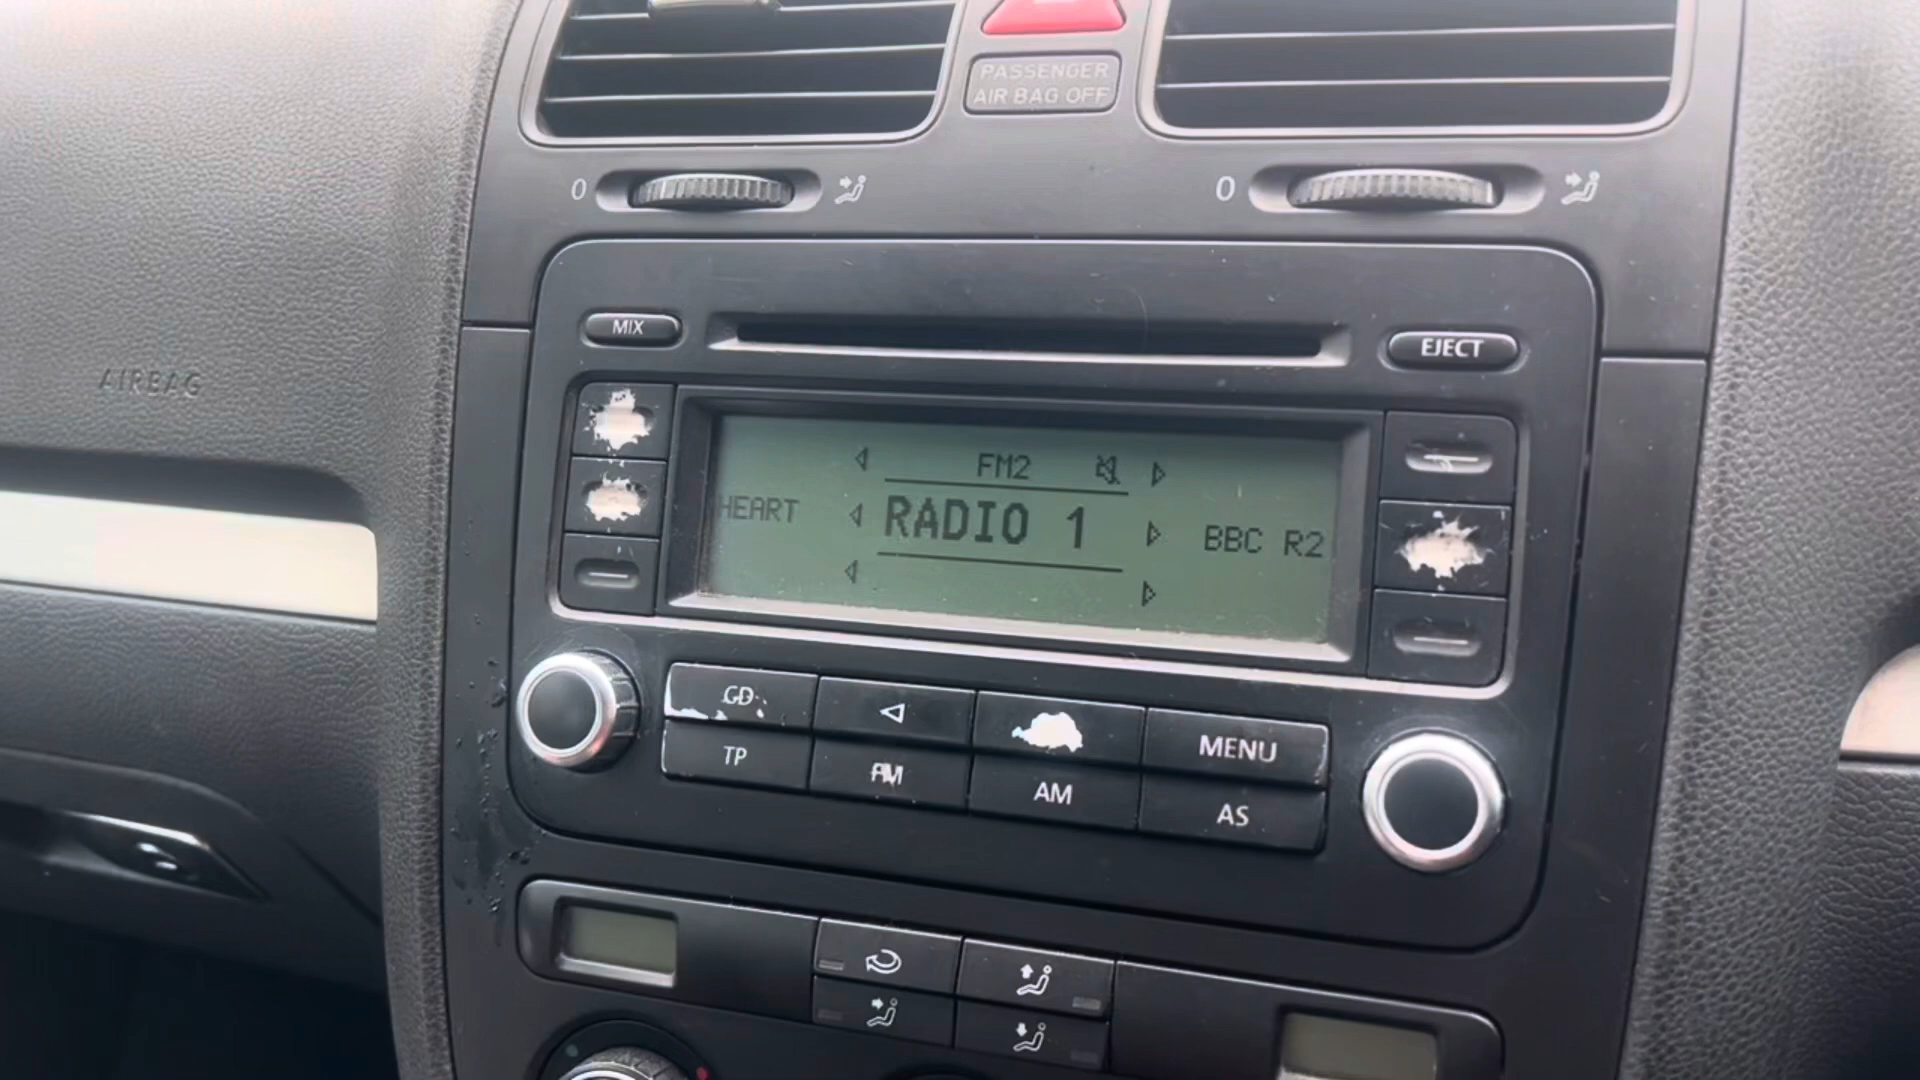 PASSENGER
AIR BAG OFF
0
0
MIX
EJECT
AIRBAG
FM2
HEART
RADIO 1
BBC R2
CD
MENU
TP
FM
AM
AS